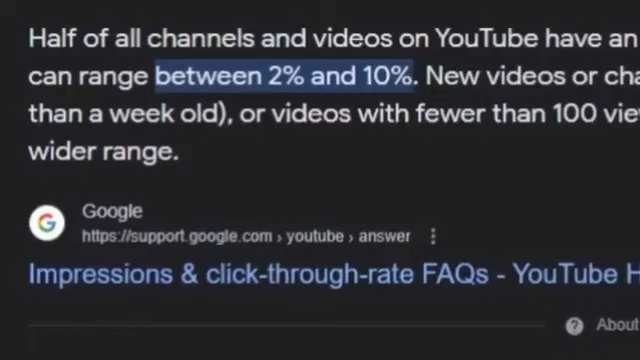 Half of all channels and videos on YouTube have an
can range between 2% and 10%. New videos or cha
than a week old), or videos with fewer than 100 vie
wider range.
Google
https://support.google.com › youtube › answer
Impressions & click-through-rate FAQs - YouTube H
About